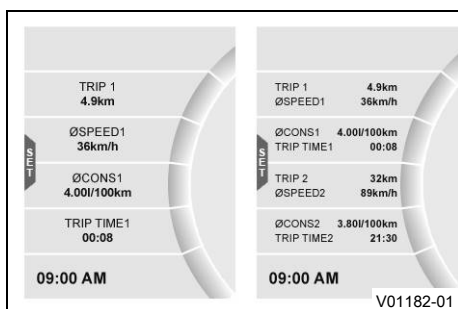 TRIP 1
4.9km
ØSPEED1
36km/h
ØCONS1
4.00l/100km
TRIP TIME1
00:08
SET
09:00 AM
TRIP 1 4.9km
ØSPEED1 36km/h
ØCONS1 4.00l/100km
TRIP TIME1 00:08
TRIP 2 32km
ØSPEED2 89km/h
ØCONS2 3.80l/100km
TRIP TIME2 21:30
SET
09:00 AM
V01182-01